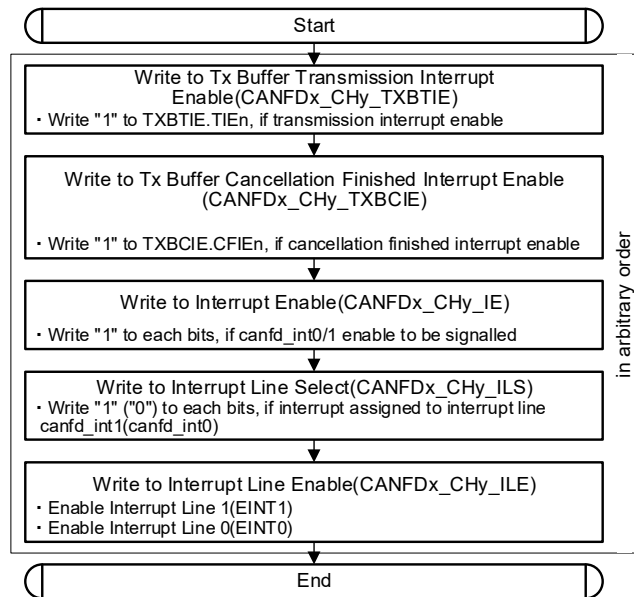 Start
Write to Tx Buffer Transmission Interrupt
Enable(CANFDx_CHy_TXBTIE)
・Write "1" to TXBTIE.TIEn, if transmission interrupt enable
Write to Tx Buffer Cancellation Finished Interrupt Enable
(CANFDx_CHy_TXBCIE)
・Write "1" to TXBCIE.CFIEn, if cancellation finished interrupt enable
Write to Interrupt Enable(CANFDx_CHy_IE)
・Write "1" to each bits, if canfd_int0/1 enable to be signalled
Write to Interrupt Line Select(CANFDx_CHy_ILS)
・Write "1" ("0") to each bits, if interrupt assigned to interrupt line
canfd_int1(canfd_int0)
Write to Interrupt Line Enable(CANFDx_CHy_ILE)
・Enable Interrupt Line 1(EINT1)
・Enable Interrupt Line 0(EINT0)
in arbitrary order
End